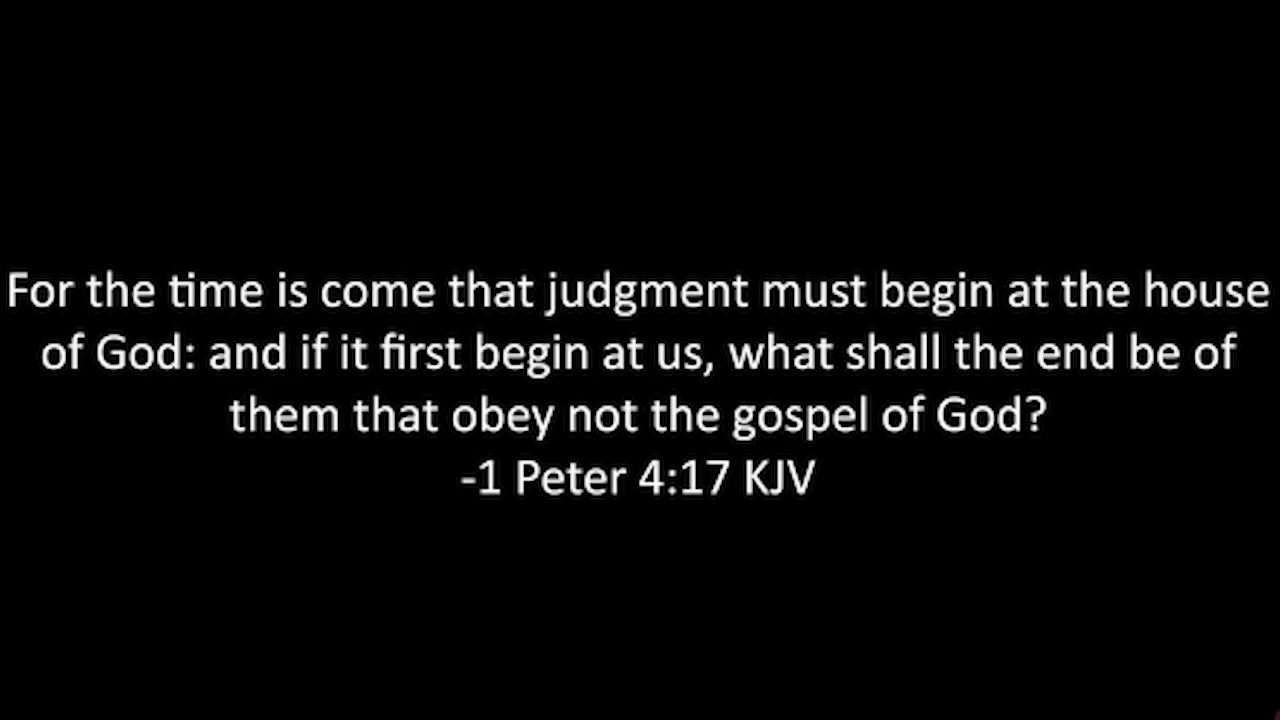 For the time is come that judgment must begin at the house
of God: and if it first begin at us, what shall the end be of
them that obey not the gospel of God?
-1 Peter 4:17 KJV